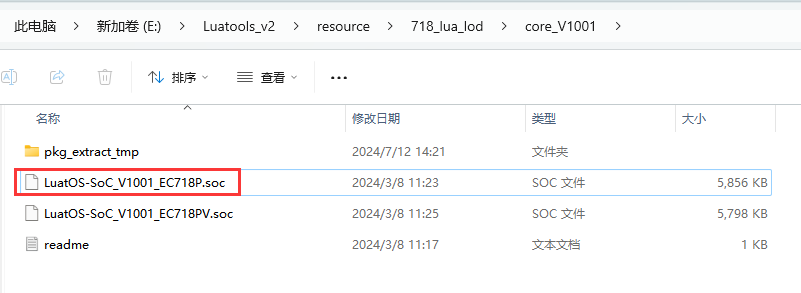 此电脑 > 新加卷 (E:) > Luatools_v2 > resource > 718_lua_lod > core_V1001 >
排序 查看 ...
名称 修改日期 类型 大小
pkg_extract_tmp 2024/7/12 14:21 文件夹
LuatOS-SoC_V1001_EC718P.soc 2024/3/8 11:23 SOC 文件 5,856 KB
LuatOS-SoC_V1001_EC718PV.soc 2024/3/8 11:25 SOC 文件 5,798 KB
readme 2024/3/8 11:17 文本文档 1 KB